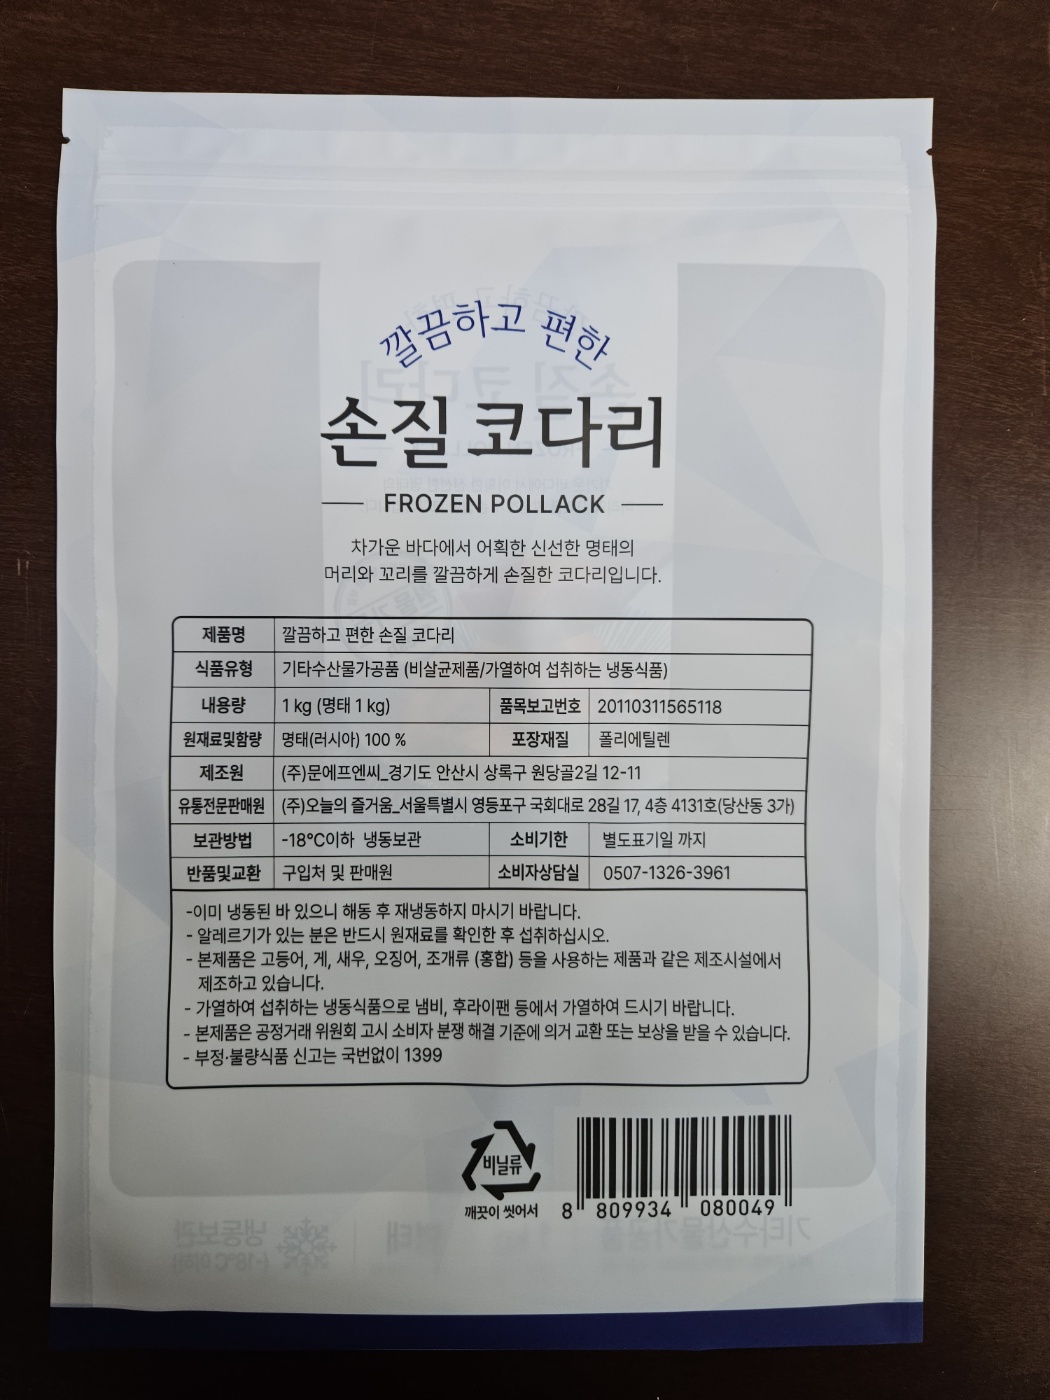 깔끔하고 편한
손질 코다리
FROZEN POLLACK
차가운 바다에서 어획한 신선한 명태의
머리와 꼬리를 깔끔하게 손질한 코다리입니다.
제품명 깔끔하고 편한 손질 코다리
식품유형 기타수산물가공품 (비살균제품/가열하여 섭취하는 냉동식품)
내용량 1 kg (명태 1 kg) 품목보고번호 20110311565118
원재료및함량 명태(러시아) 100 % 포장재질 폴리에틸렌
제조원 (주)문에프엔씨_경기도 안산시 상록구 원당골2길 12-11
유통전문판매원 (주)오늘의 즐거움_서울특별시 영등포구 국회대로 28길 17, 4층 4131호(당산동 3가)
보관방법 -18°C이하 냉동보관 소비기한 별도표기일 까지
반품및교환 구입처 및 판매원 소비자상담실 0507-1326-3961
-이미 냉동된 바 있으니 해동 후 재냉동하지 마시기 바랍니다.
- 알레르기가 있는 분은 반드시 원재료를 확인한 후 섭취하십시오.
- 본제품은 고등어, 게, 새우, 오징어, 조개류 (홍합) 등을 사용하는 제품과 같은 제조시설에서
제조하고 있습니다.
- 가열하여 섭취하는 냉동식품으로 냄비, 후라이팬 등에서 가열하여 드시기 바랍니다.
- 본제품은 공정거래 위원회 고시 소비자 분쟁 해결 기준에 의거 교환 또는 보상을 받을 수 있습니다.
- 부정·불량식품 신고는 국번없이 1399
비닐류
깨끗이 씻어서
8 809934 080049
기타수산물가공품
명태
냉동보관
(-18°C 이하)